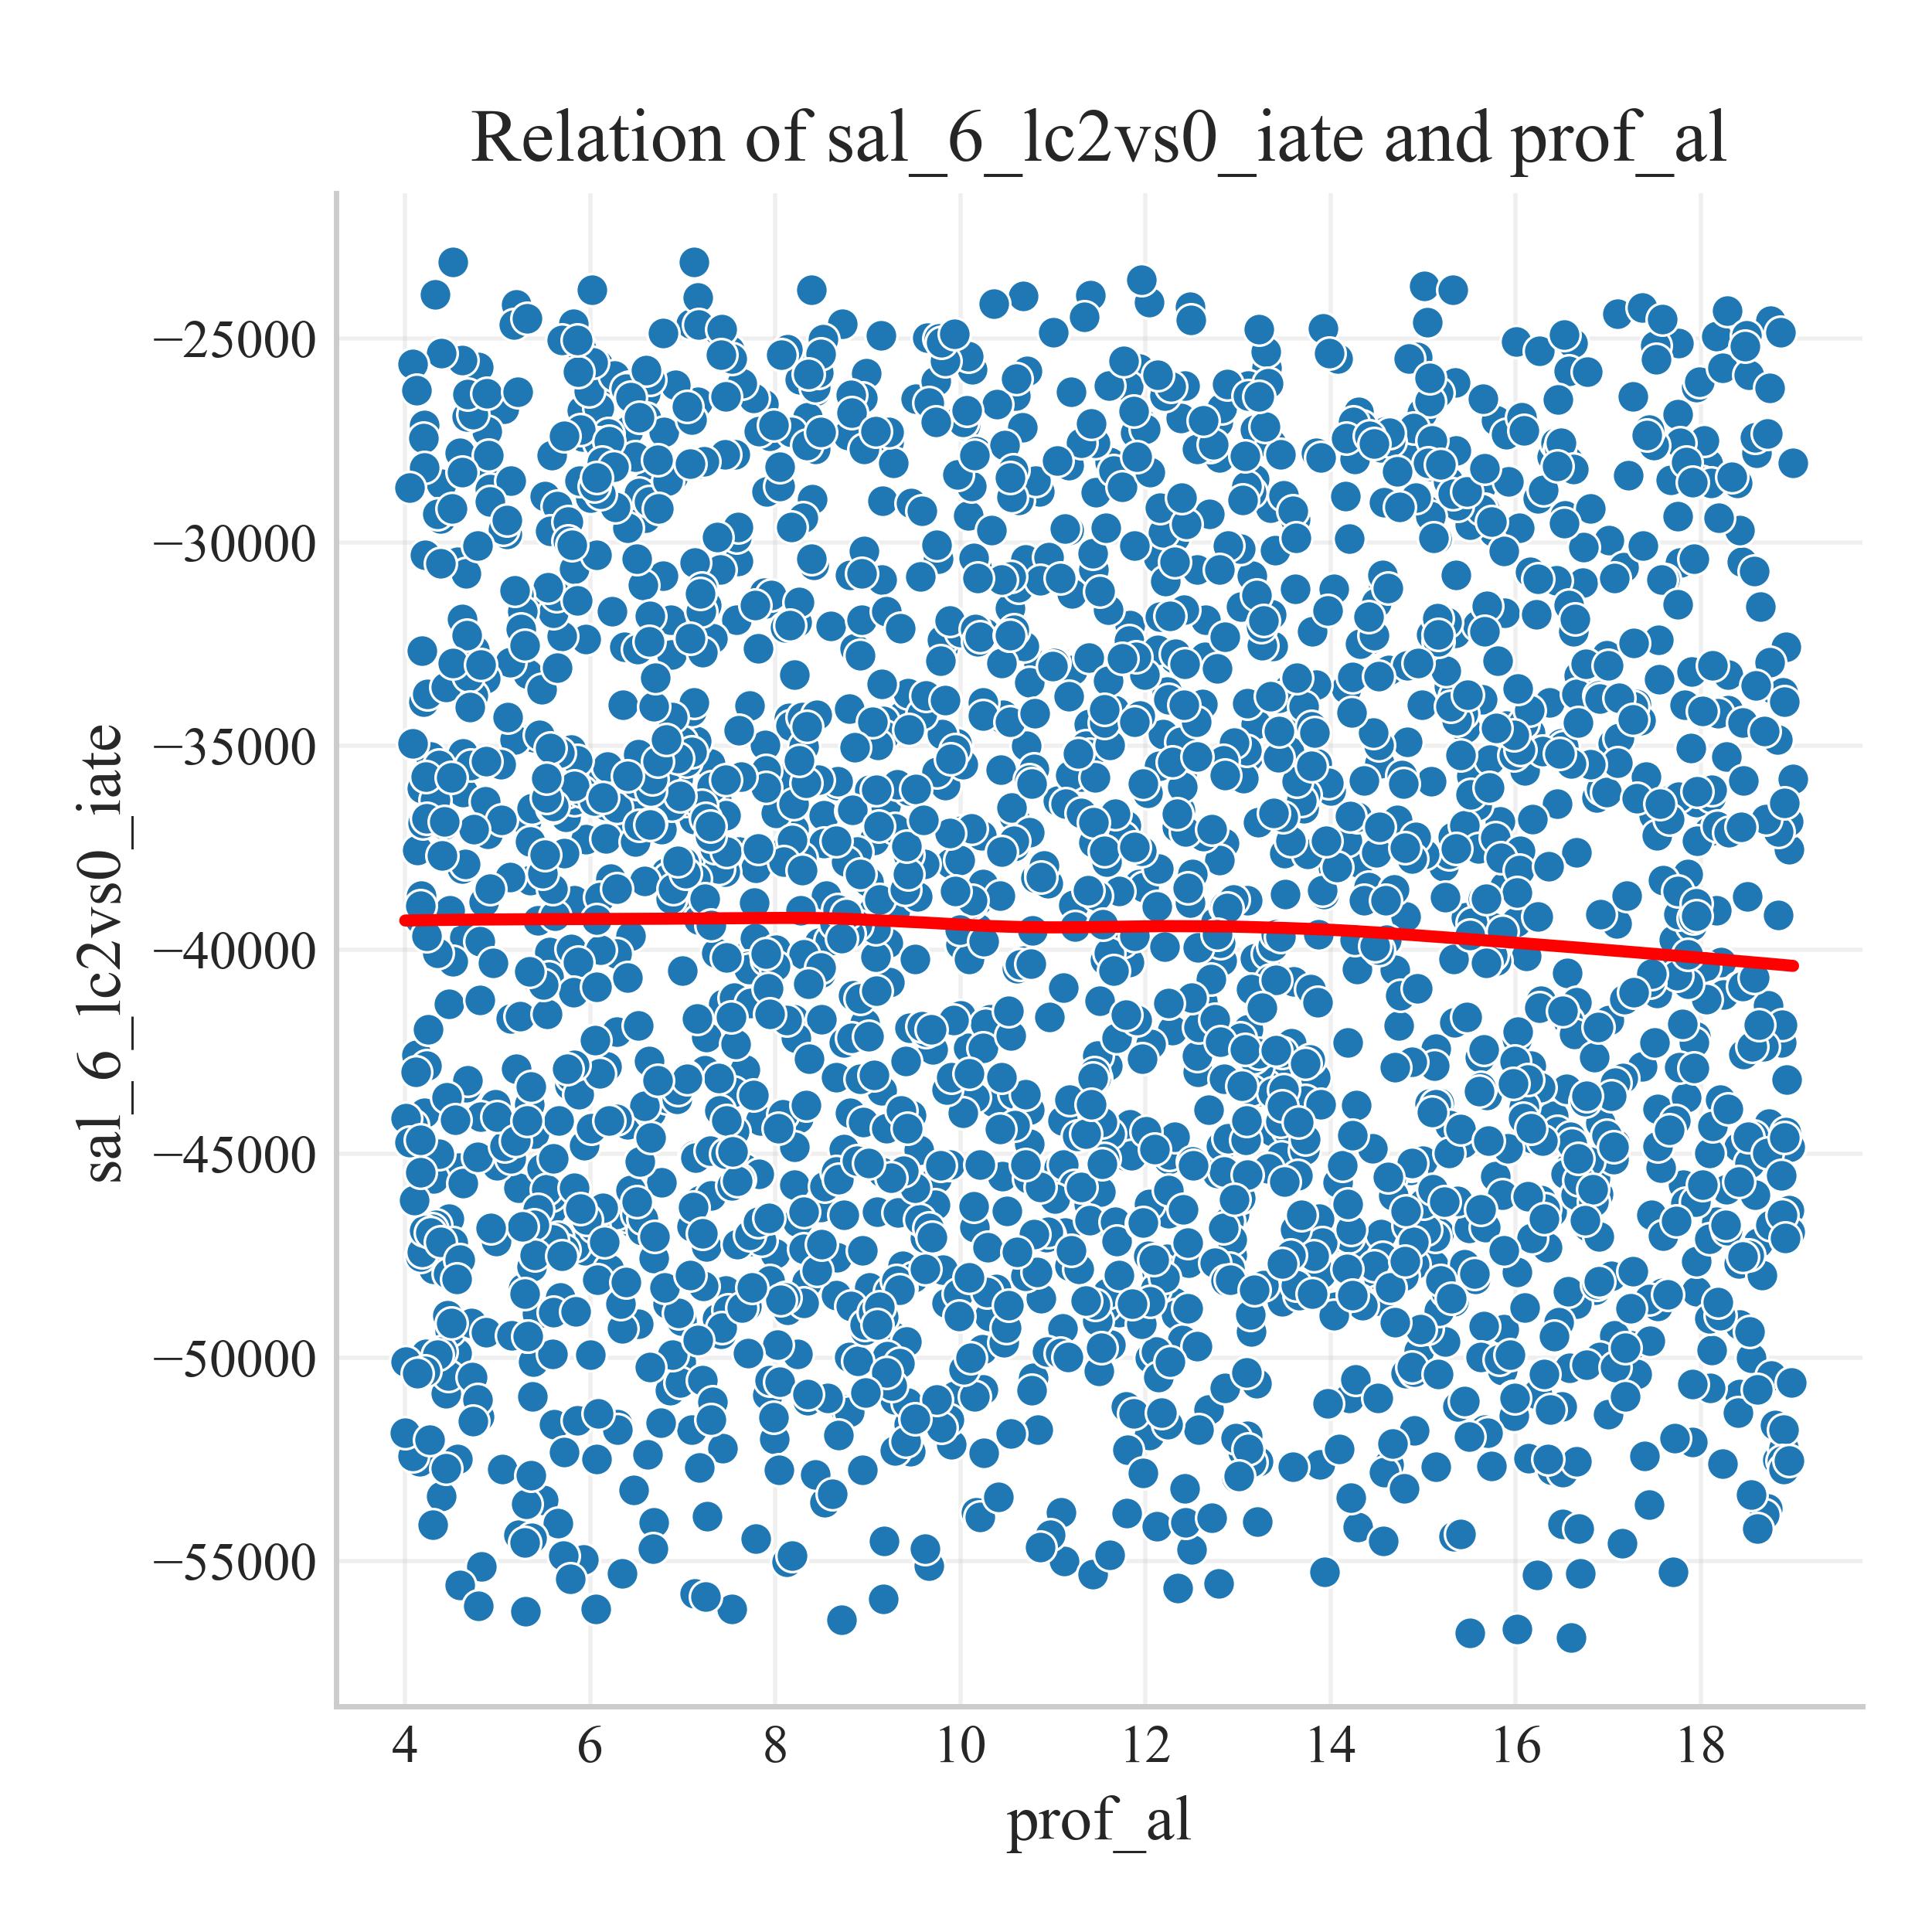 Relation of sal_6_lc2vs0_iate and prof_al
sal_6_lc2vs0_iate
−25000
−30000
−35000
−40000
−45000
−50000
−55000
4 6 8 10 12 14 16 18
prof_al